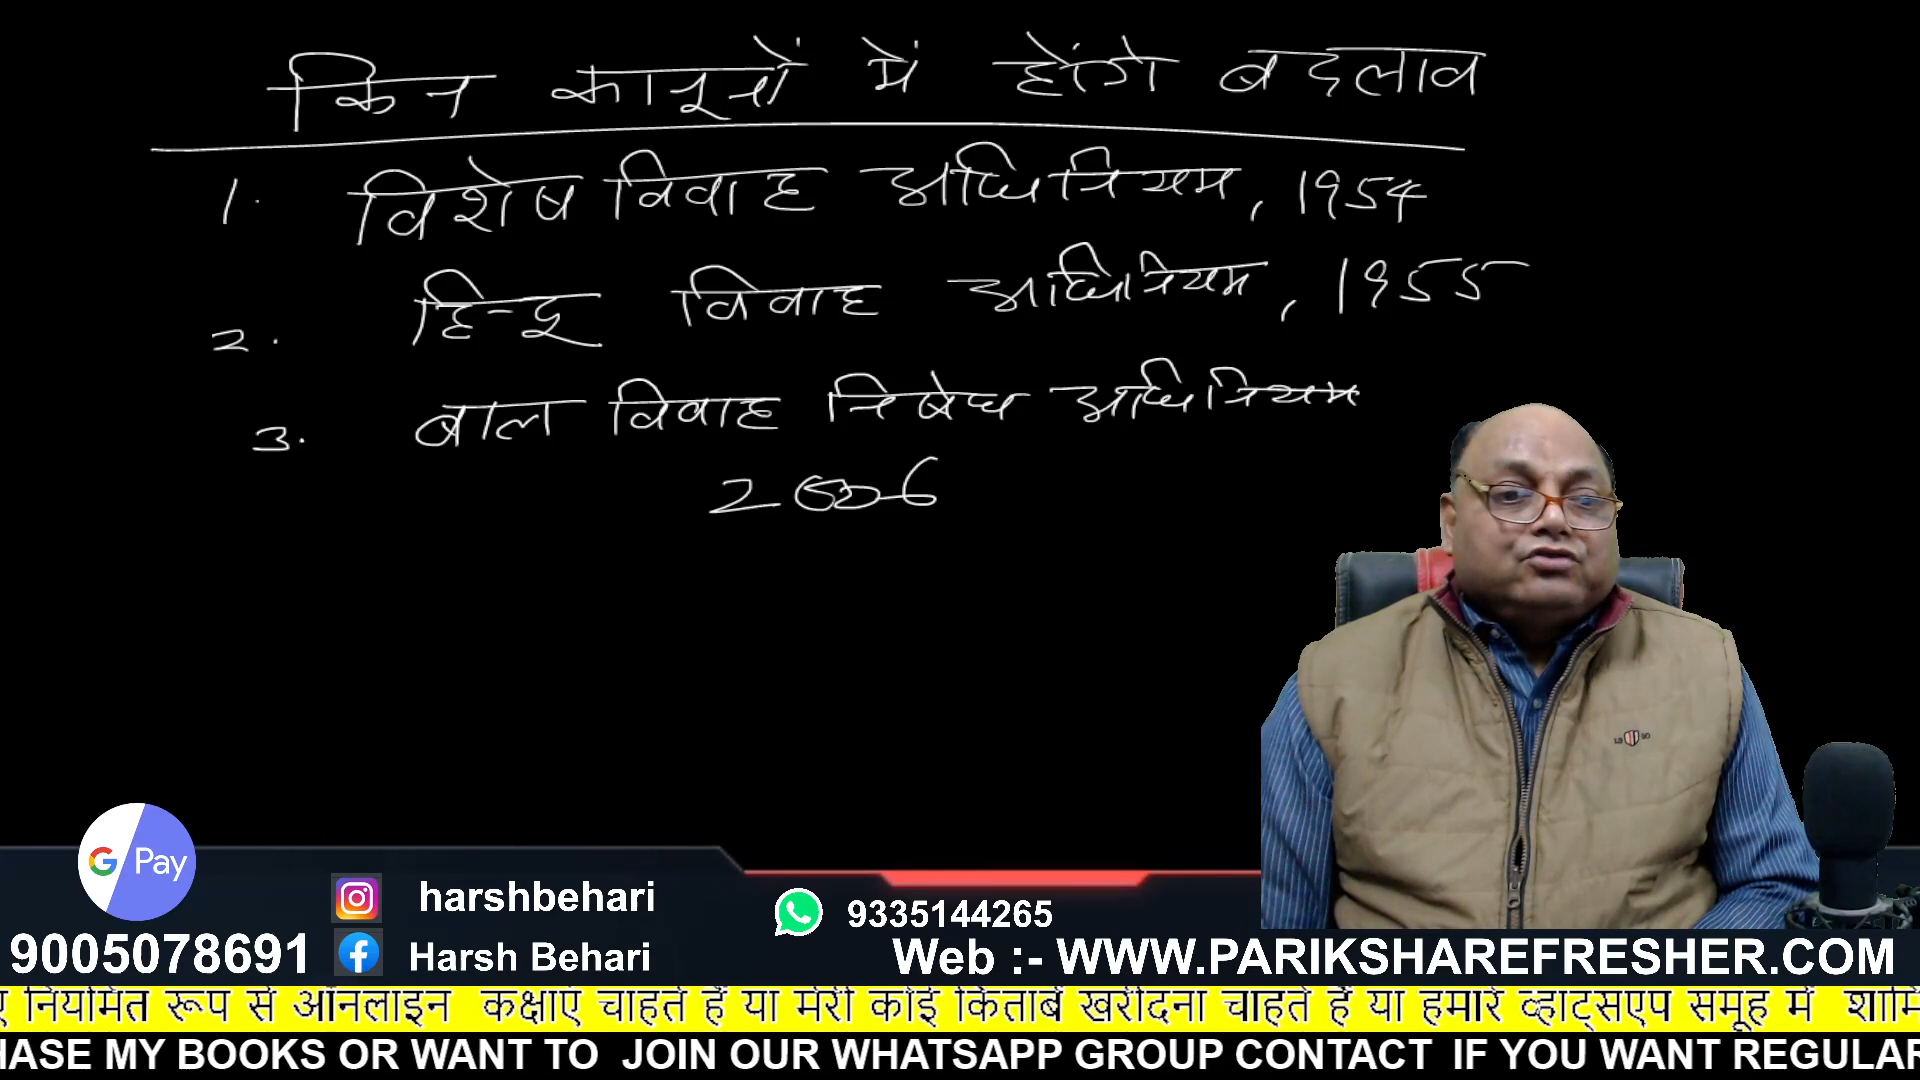 किन कानूनों में होंगे बदलाव
1. विशेष विवाह अधिनियम, 1954
2. हिन्दू विवाह अधिनियम, 1955
3. बाल विवाह निषेध अधिनियम
2006
G Pay
harshbehari
9335144265
9005078691
Harsh Behari
Web :- WWW.PARIKSHAREFRESHER.COM
ए नियमित रूप से ऑनलाइन कक्षाएं चाहते हैं या मेरी कोई किताबें खरीदना चाहते हैं या हमारे व्हाट्सएप समूह में शामि
HASE MY BOOKS OR WANT TO JOIN OUR WHATSAPP GROUP CONTACT IF YOU WANT REGULAR